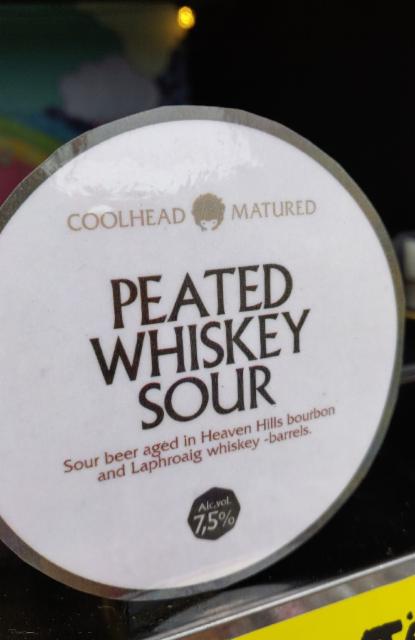 COOLHEAD MATURED
PEATED
WHISKEY
SOUR
Sour beer aged in Heaven Hills bourbon
and Laphroaig whiskey -barrels.
Alc.vol.
7,5%